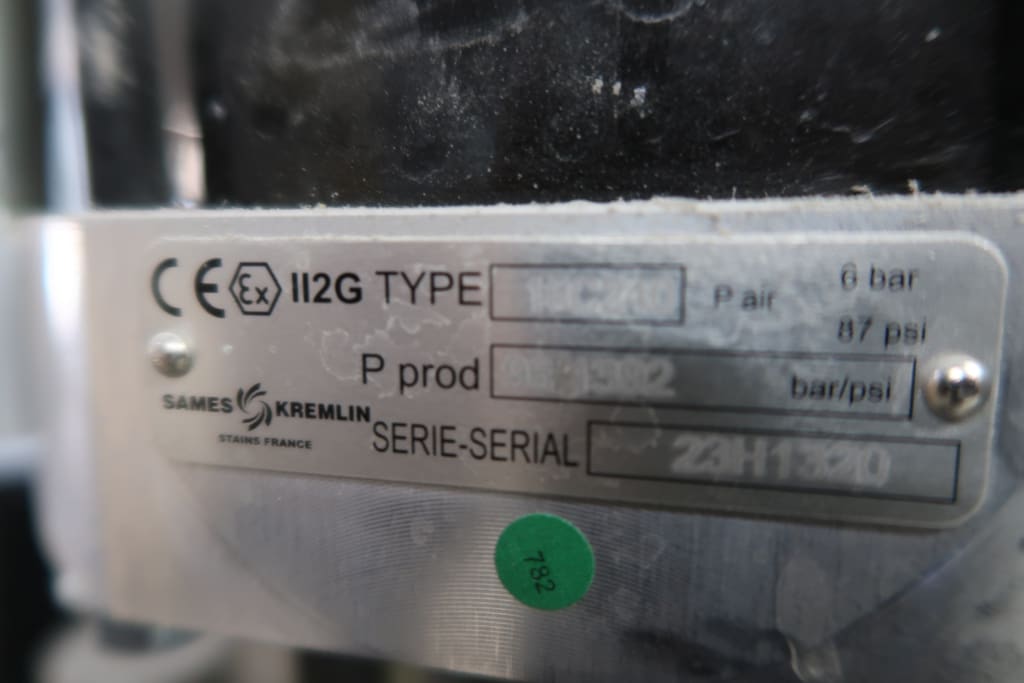 CE Ex II2G TYPE P air 6 bar
87 psi
P prod bar/psi
SAMES KREMLIN
STAINS FRANCE
SERIE-SERIAL 23H1320
782